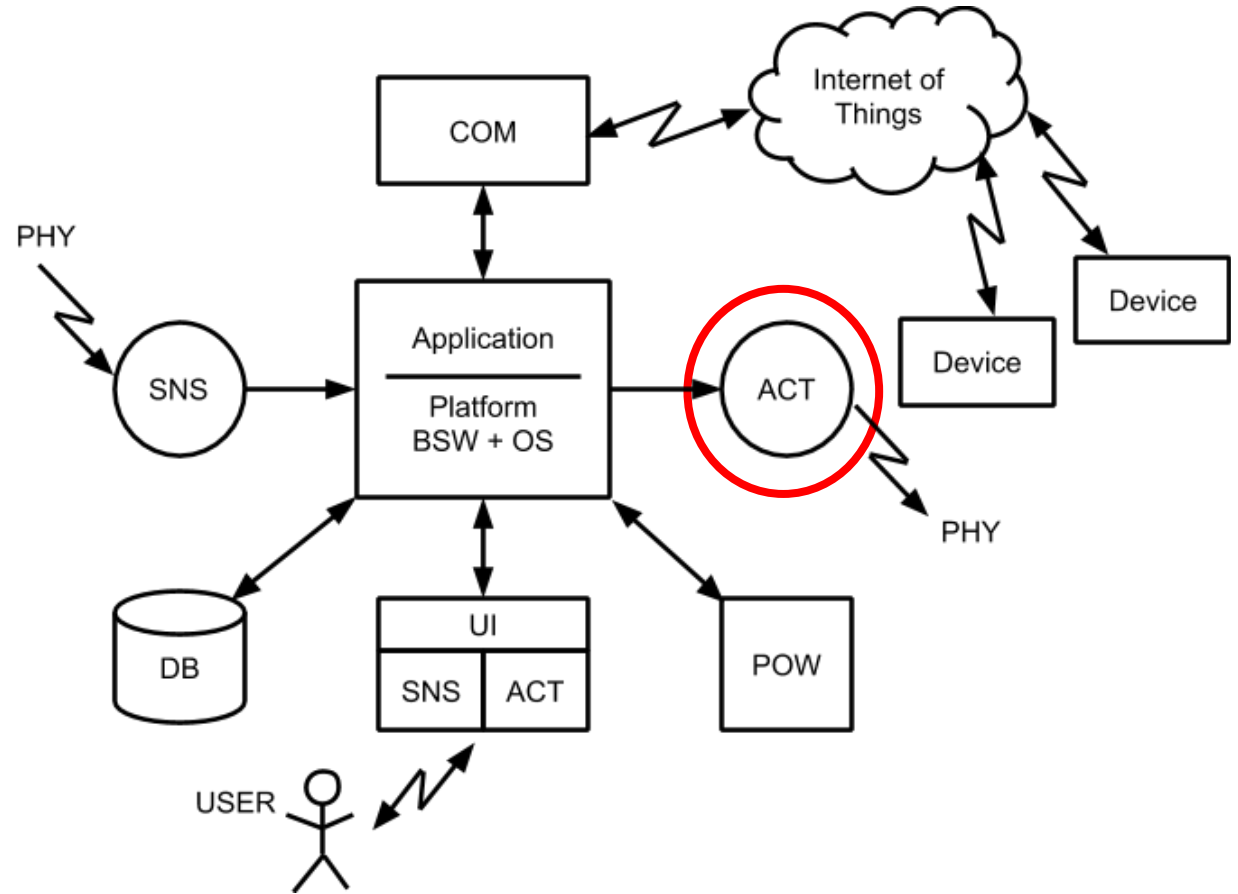 Internet of
Things
COM
PHY
Device
Application
Device
SNS
ACT
Platform
BSW + OS
PHY
UI
DB
SNS
ACT
POW
USER